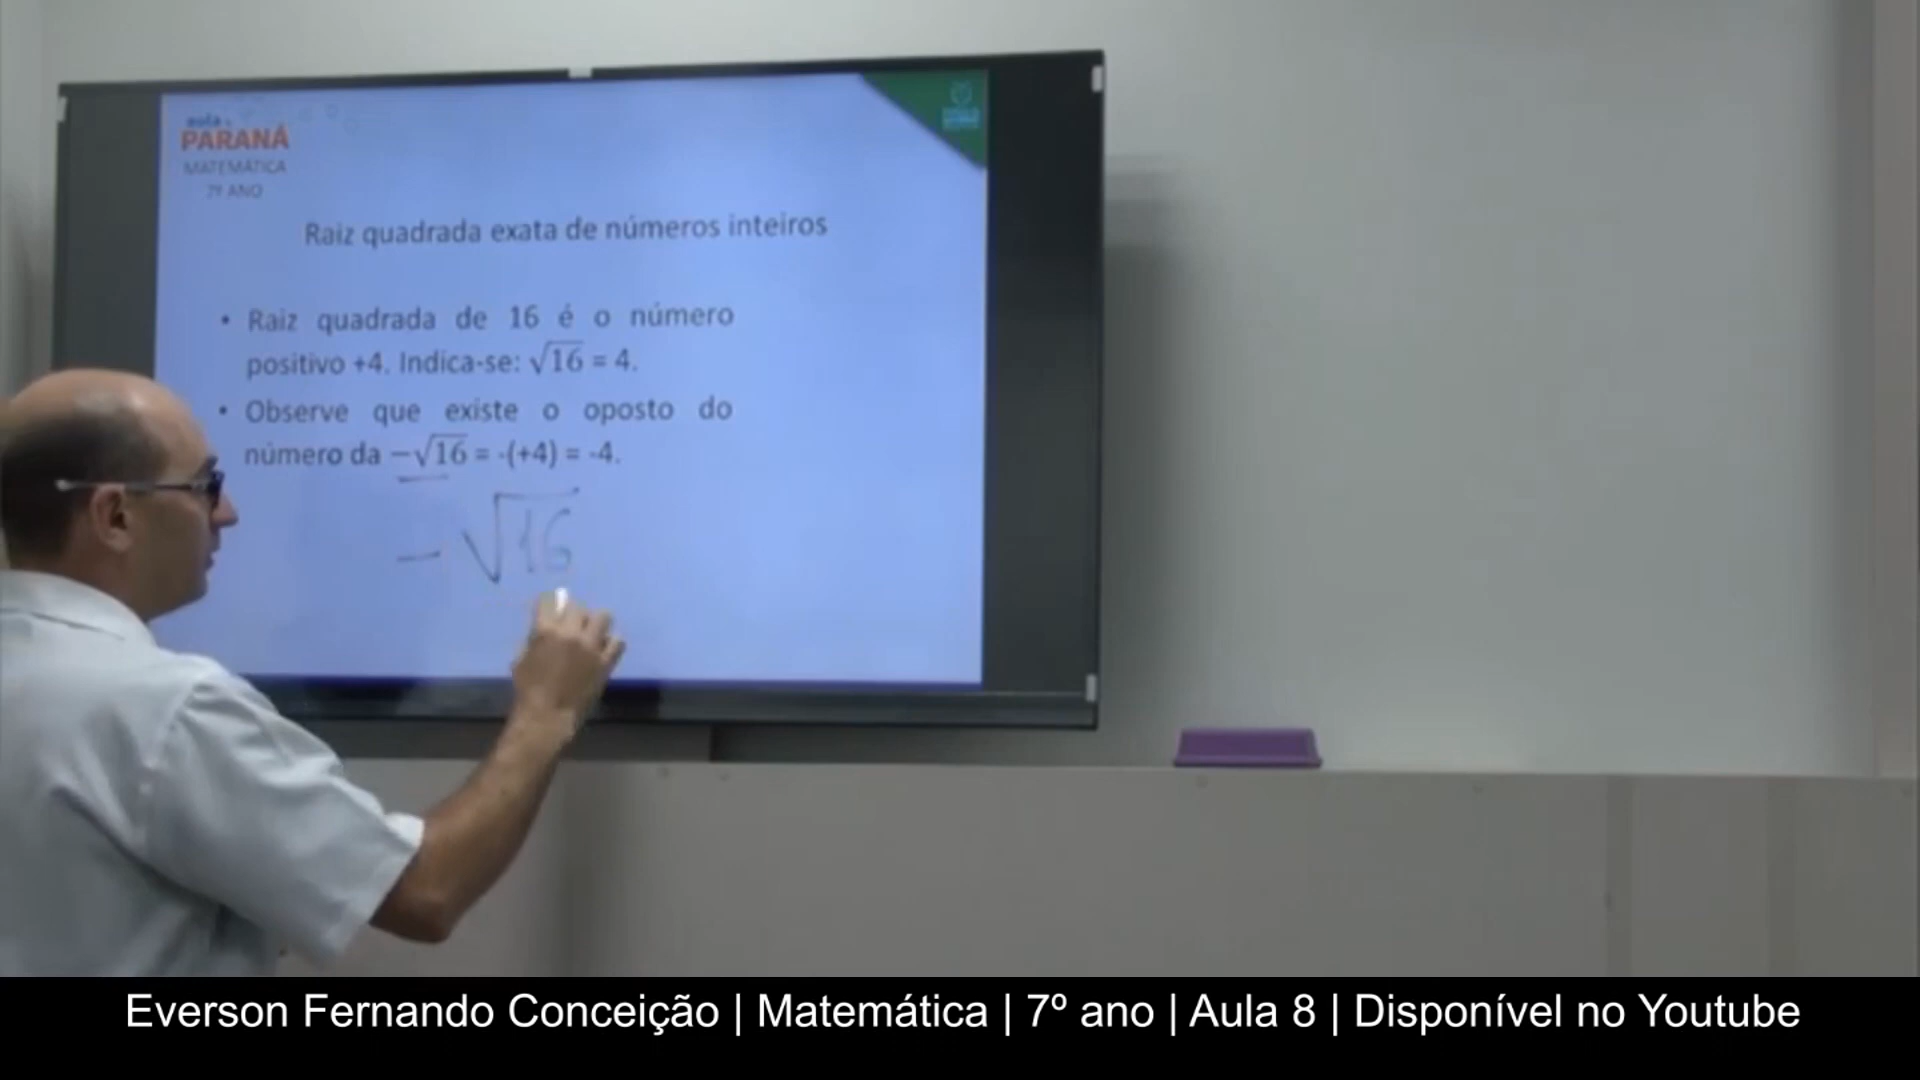 aula
PARANÁ
MATEMÁTICA
7º ANO
Raiz quadrada exata de números inteiros
• Raiz quadrada de 16 é o número
positivo +4. Indica-se: √16 = 4.
• Observe que existe o oposto do
número da −√16 = -(+4) = -4.
−√16
Everson Fernando Conceição | Matemática | 7º ano | Aula 8 | Disponível no Youtube